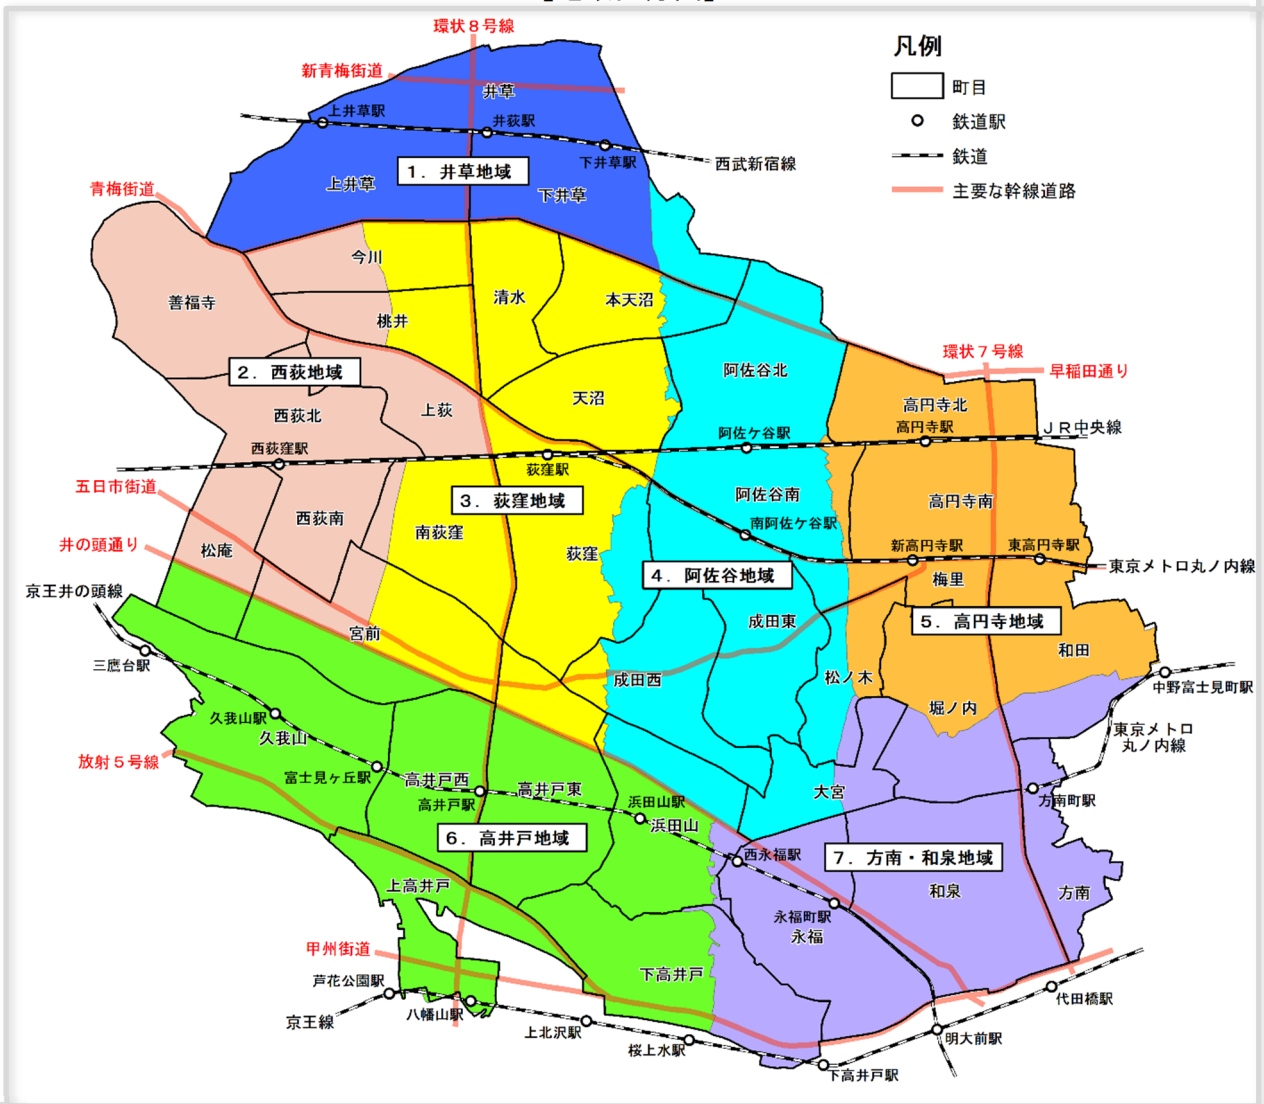 環状８号線
凡例
町目
鉄道駅
鉄道
主要な幹線道路
新青梅街道
井草
上井草駅
井荻駅
下井草駅
西武新宿線
1．井草地域
上井草
下井草
青梅街道
今川
善福寺
清水
本天沼
桃井
環状７号線
早稲田通り
2．西荻地域
阿佐谷北
天沼
上荻
西荻北
高円寺北
高円寺駅
ＪＲ中央線
阿佐ケ谷駅
西荻窪駅
荻窪駅
五日市街道
3．荻窪地域
阿佐谷南
高円寺南
西荻南
南荻窪
南阿佐ケ谷駅
井の頭通り
松庵
荻窪
新高円寺駅
東高円寺駅
東京メトロ丸ノ内線
4．阿佐谷地域
梅里
京王井の頭線
成田東
5．高円寺地域
宮前
和田
三鷹台駅
成田西
松ノ木
中野富士見町駅
久我山駅
堀ノ内
久我山
東京メトロ
丸ノ内線
放射５号線
富士見ヶ丘駅
高井戸西
高井戸東
高井戸駅
浜田山駅
大宮
方南町駅
浜田山
6．高井戸地域
西永福駅
7．方南・和泉地域
上高井戸
和泉
方南
永福町駅
永福
甲州街道
下高井戸
芦花公園駅
代田橋駅
八幡山駅
京王線
上北沢駅
明大前駅
桜上水駅
下高井戸駅